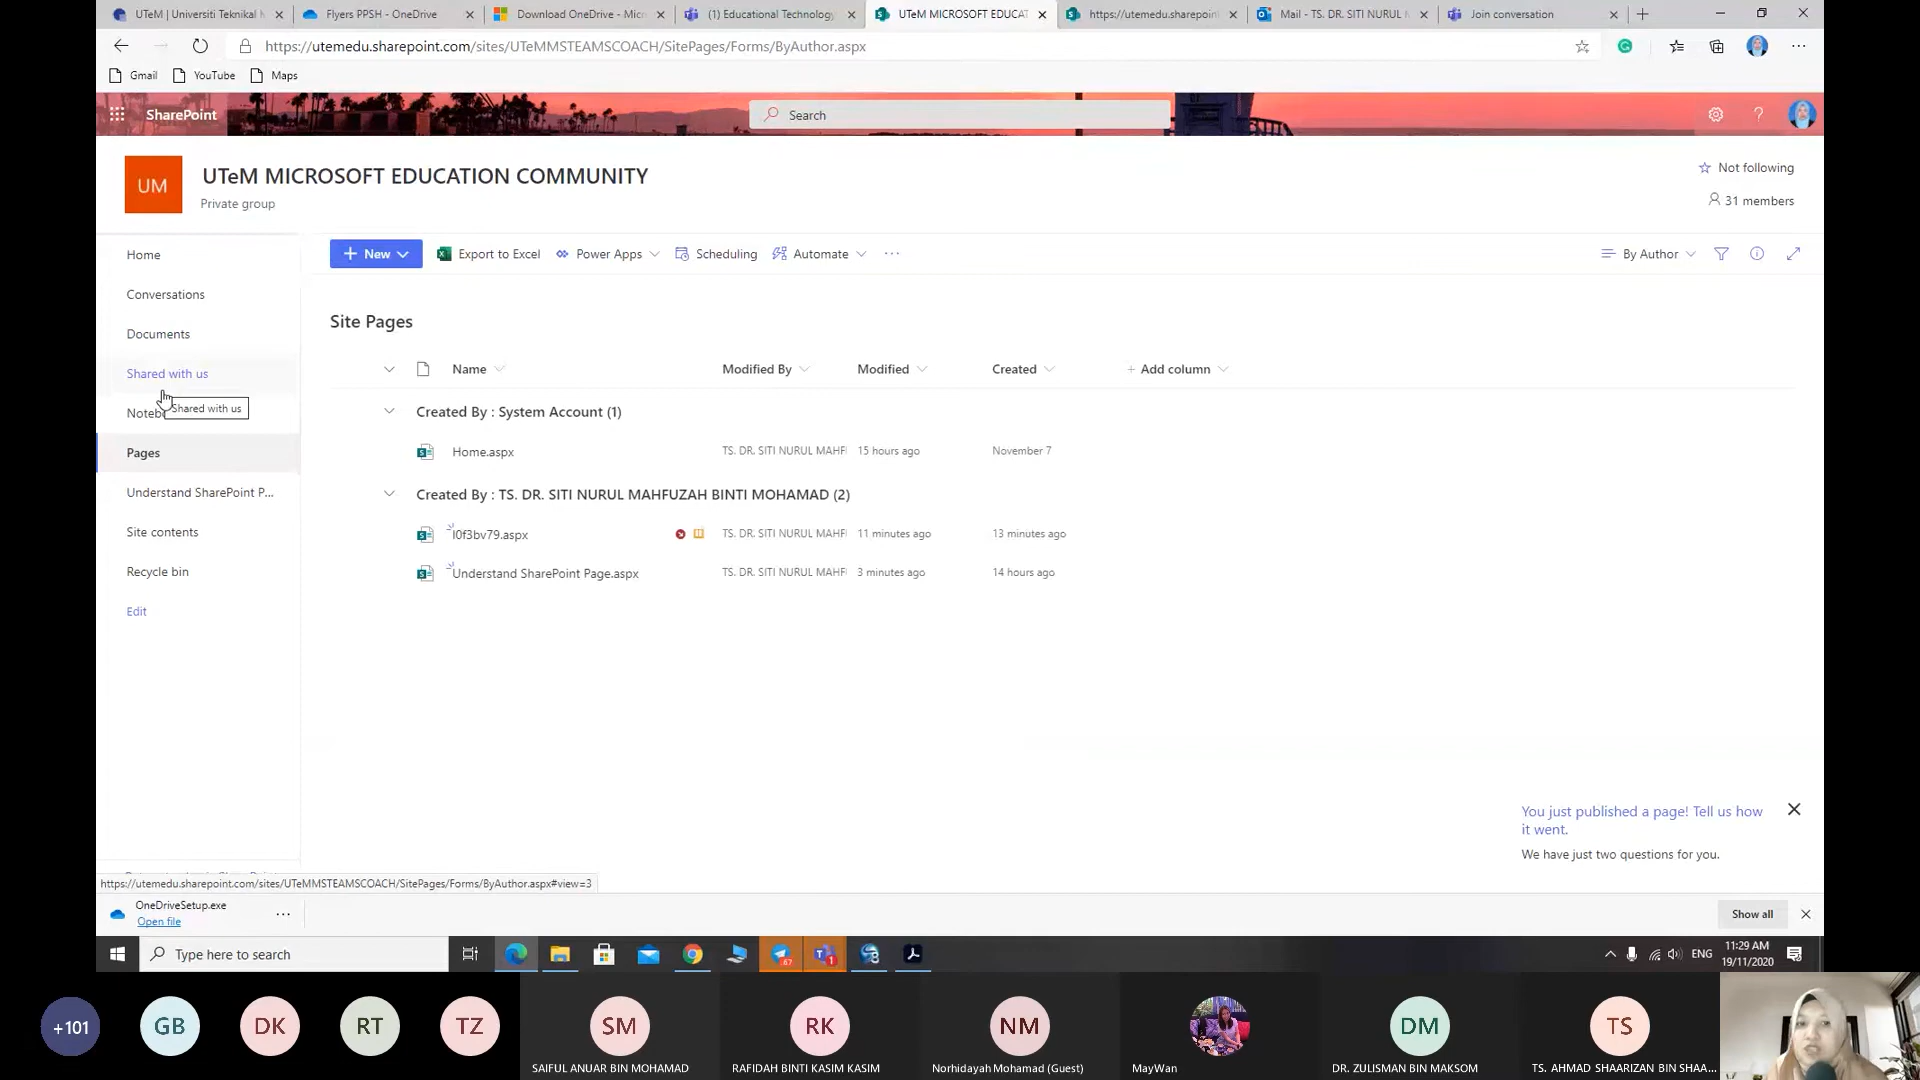 UTeM | Universiti Teknikal M
Flyers PPSH - OneDrive
Download OneDrive - Micr
(1) Educational Technology
UTeM MICROSOFT EDUCAT
https://utemedu.sharepoint
Mail - TS. DR. SITI NURUL M
Join conversation
https://utemedu.sharepoint.com/sites/UTeMMSTEAMSCOACH/SitePages/Forms/ByAuthor.aspx
Gmail YouTube Maps
SharePoint
Search
UM
UTeM MICROSOFT EDUCATION COMMUNITY
Private group
Not following
31 members
Home
Conversations
Documents
Shared with us
Shared with us
Pages
Understand SharePoint P...
Site contents
Recycle bin
Edit
+ New Export to Excel Power Apps Scheduling Automate ...
By Author
Site Pages
Name Modified By Modified Created + Add column
Created By : System Account (1)
Home.aspx TS. DR. SITI NURUL MAHF 15 hours ago November 7
Created By : TS. DR. SITI NURUL MAHFUZAH BINTI MOHAMAD (2)
l0f3bv79.aspx TS. DR. SITI NURUL MAHF 11 minutes ago 13 minutes ago
Understand SharePoint Page.aspx TS. DR. SITI NURUL MAHF 3 minutes ago 14 hours ago
You just published a page! Tell us how
it went.
We have just two questions for you.
https://utemedu.sharepoint.com/sites/UTeMMSTEAMSCOACH/SitePages/Forms/ByAuthor.aspx#view=3
OneDriveSetup.exe
Open file
...
Show all
Type here to search
67
1
ENG
11:29 AM
19/11/2020
+101
GB
DK
RT
TZ
SM
RK
NM
DM
TS
SAIFUL ANUAR BIN MOHAMAD
RAFIDAH BINTI KASIM KASIM
Norhidayah Mohamad (Guest)
MayWan
DR. ZULISMAN BIN MAKSOM
TS. AHMAD SHAARIZAN BIN SHAA...